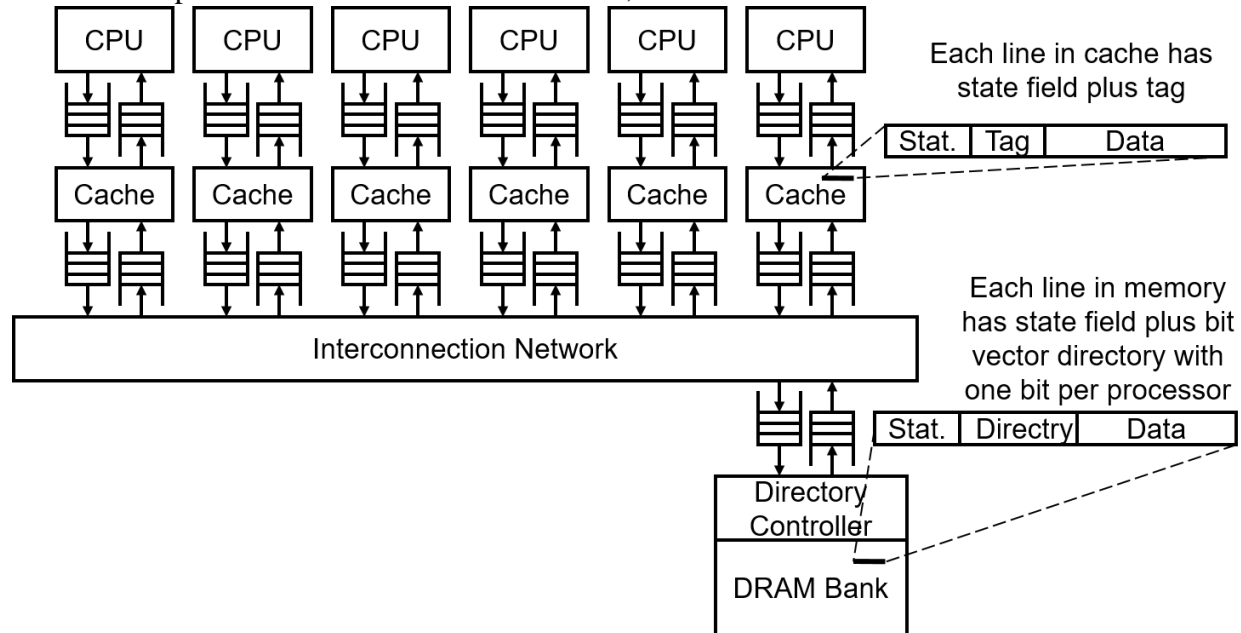 CPU CPU CPU CPU CPU CPU
Each line in cache has
state field plus tag
Stat. Tag Data
Cache Cache Cache Cache Cache Cache
Each line in memory
has state field plus bit
vector directory with
one bit per processor
Interconnection Network
Stat. Directry Data
Directory
Controller
DRAM Bank